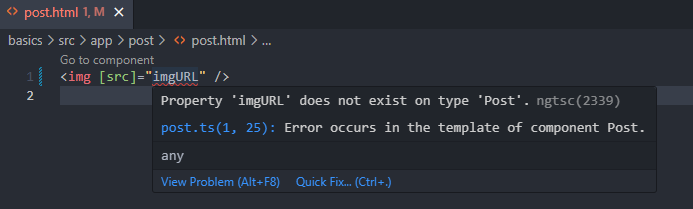 post.html 1, M
basics > src > app > post > post.html > ...
Go to component
1 <img [src]="imgURL" />
2
Property 'imgURL' does not exist on type 'Post'. ngtsc(2339)
post.ts(1, 25): Error occurs in the template of component Post.
any
View Problem (Alt+F8) Quick Fix... (Ctrl+.)